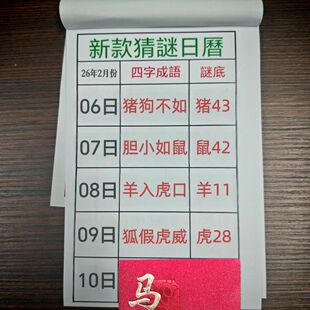 新款猜謎日曆
26年2月份 四字成語 謎底
06日 猪狗不如 猪43
07日 胆小如鼠 鼠42
08日 羊入虎口 羊11
09日 狐假虎威 虎28
10日 马